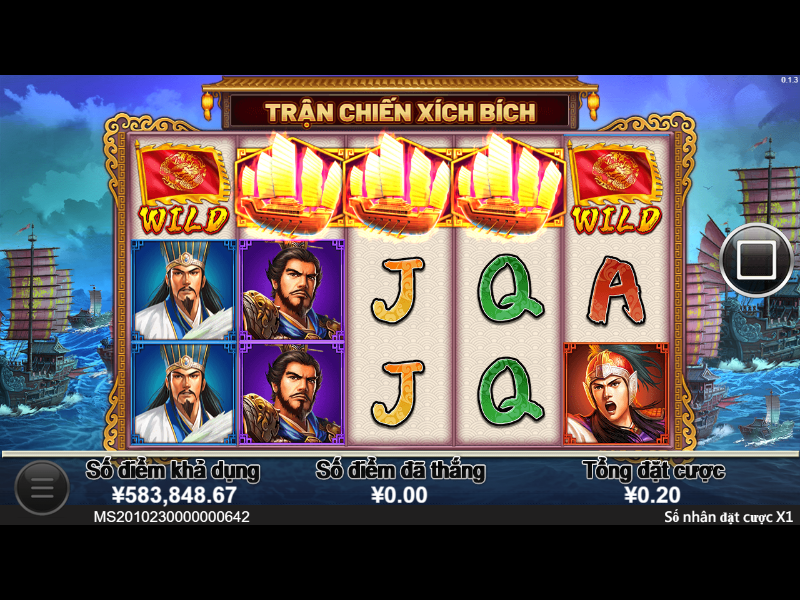 0.1.3
TRẬN CHIẾN XÍCH BÍCH
WILD
WILD
J
Q
A
J
Q
Số điểm khả dụng
Số điểm đã thắng
Tổng đặt cược
¥583,848.67
¥0.00
¥0.20
MS2010230000000642
Số nhân đặt cược X1